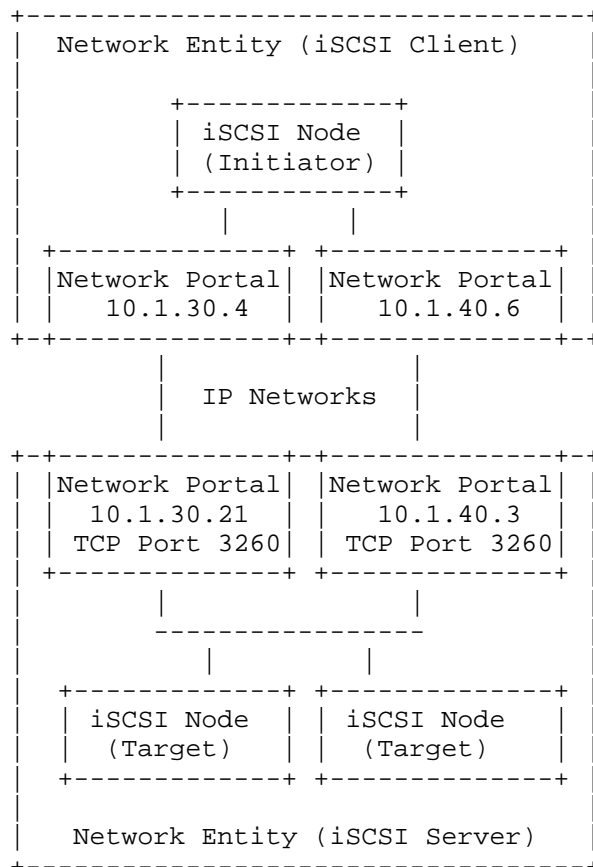 Network Entity (iSCSI Client)
iSCSI Node
(Initiator)
Network Portal Network Portal
10.1.30.4 10.1.40.6
IP Networks
Network Portal Network Portal
10.1.30.21 10.1.40.3
TCP Port 3260 TCP Port 3260
iSCSI Node iSCSI Node
(Target) (Target)
Network Entity (iSCSI Server)